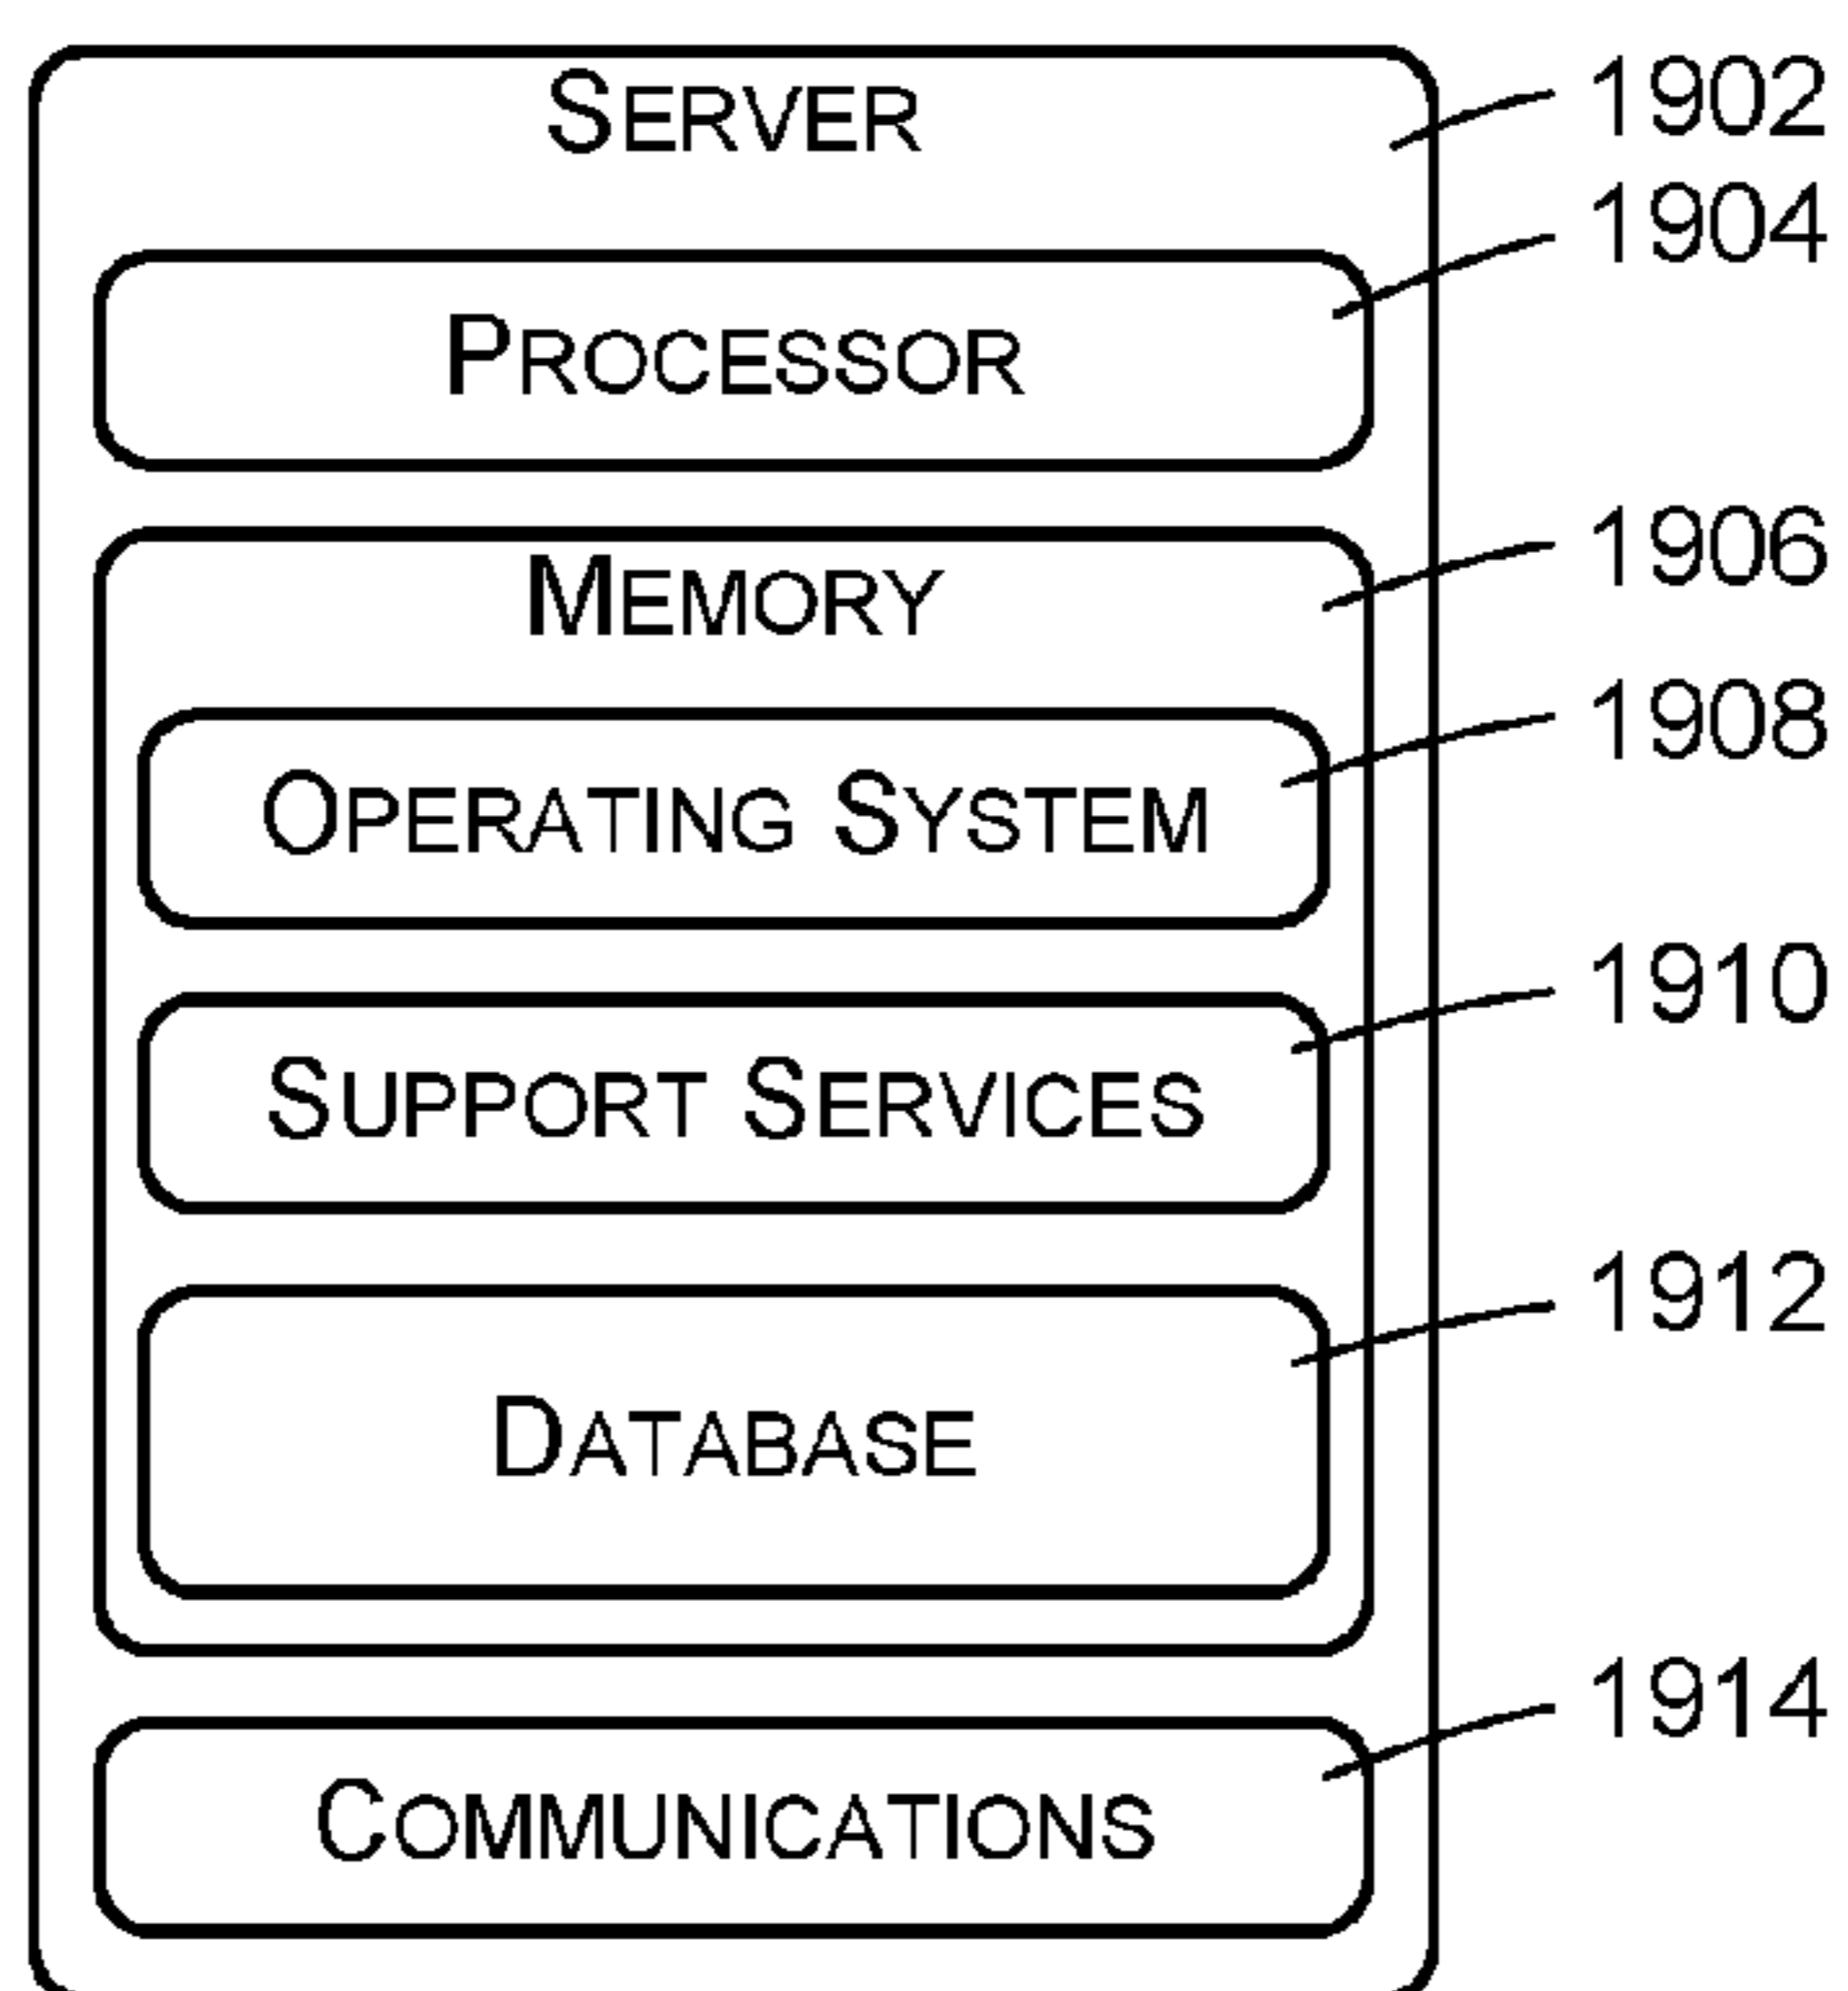 SERVER
1902
1904
PROCESSOR
1906
MEMORY
1908
OPERATING SYSTEM
1910
SUPPORT SERVICES
1912
DATABASE
1914
COMMUNICATIONS